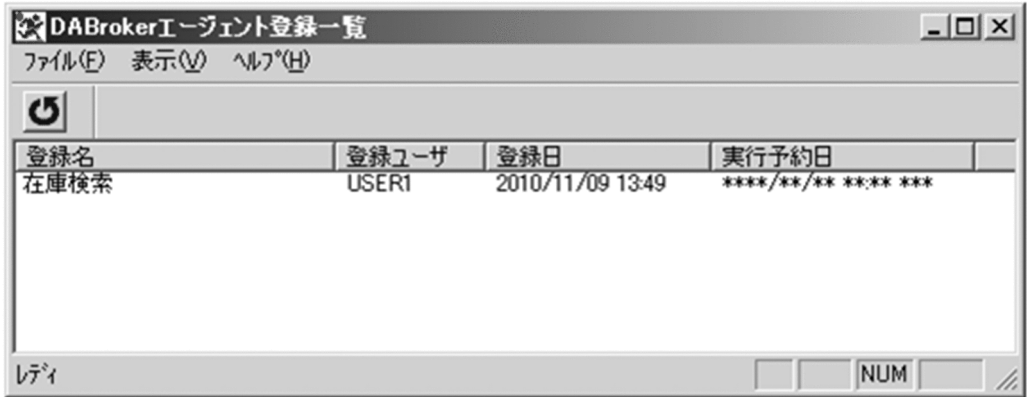 DABrokerエージェント登録一覧
ﾌｧｲﾙ(F) 表示(V) ﾍﾙﾌﾟ(H)
登録名 登録ユーザ 登録日 実行予約日
在庫検索 USER1 2010/11/09 13:49 ****/**/** **:** ***
ﾚﾃﾞｨ NUM